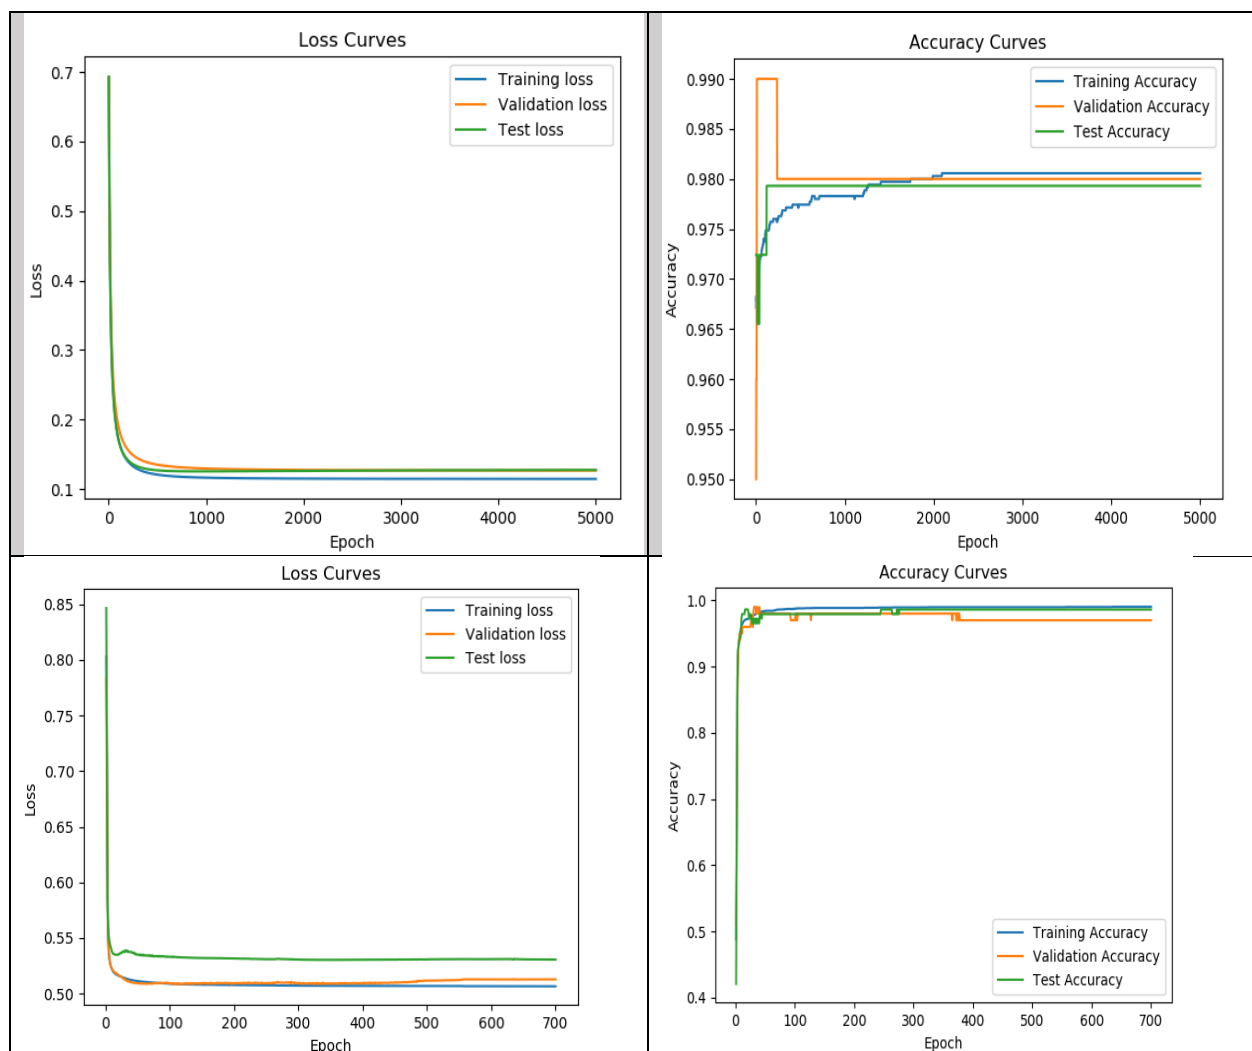 Loss Curves
0.7
0.6
0.5
0.4
0.3
0.2
0.1
Loss
Training loss
Validation loss
Test loss
0 1000 2000 3000 4000 5000
Epoch
Accuracy Curves
0.990
0.985
0.980
0.975
0.970
0.965
0.960
0.955
0.950
Accuracy
Training Accuracy
Validation Accuracy
Test Accuracy
0 1000 2000 3000 4000 5000
Epoch
Loss Curves
0.85
0.80
0.75
0.70
0.65
0.60
0.55
0.50
Loss
Training loss
Validation loss
Test loss
0 100 200 300 400 500 600 700
Epoch
Accuracy Curves
1.0
0.9
0.8
0.7
0.6
0.5
0.4
Accuracy
Training Accuracy
Validation Accuracy
Test Accuracy
0 100 200 300 400 500 600 700
Epoch